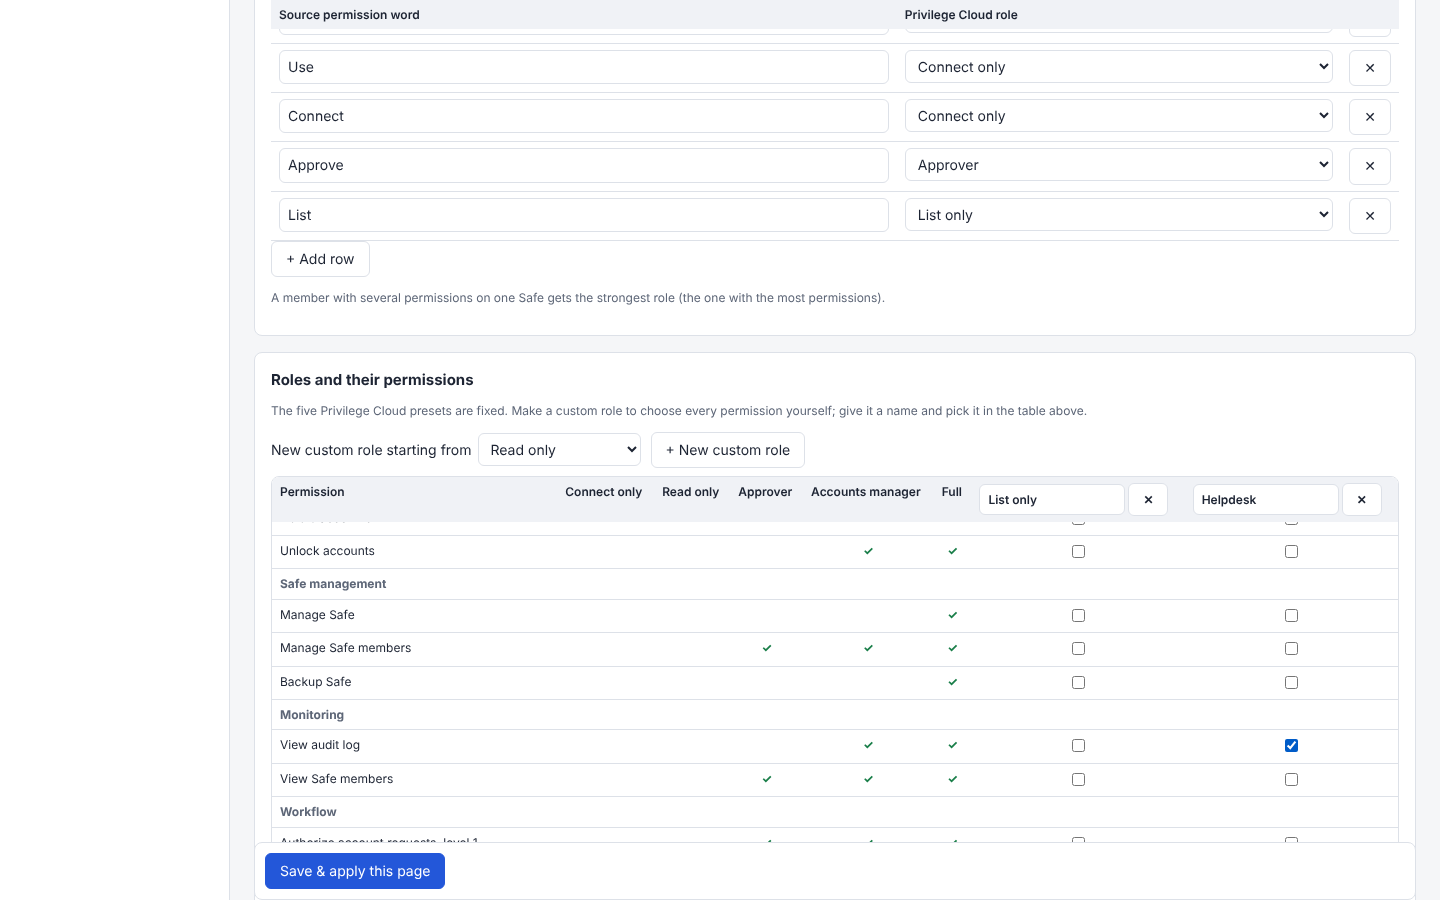 Source permission word Privilege Cloud role
Use Connect only ✕
Connect Connect only ✕
Approve Approver ✕
List List only ✕
+ Add row
A member with several permissions on one Safe gets the strongest role (the one with the most permissions).
Roles and their permissions
The five Privilege Cloud presets are fixed. Make a custom role to choose every permission yourself; give it a name and pick it in the table above.
New custom role starting from Read only + New custom role
Permission Connect only Read only Approver Accounts manager Full List only ✕ Helpdesk ✕
Unlock accounts ✓ ✓
Safe management
Manage Safe ✓
Manage Safe members ✓ ✓ ✓
Backup Safe ✓
Monitoring
View audit log ✓ ✓ ✓
View Safe members ✓ ✓ ✓
Workflow
Authorize account requests, level 1
Save & apply this page